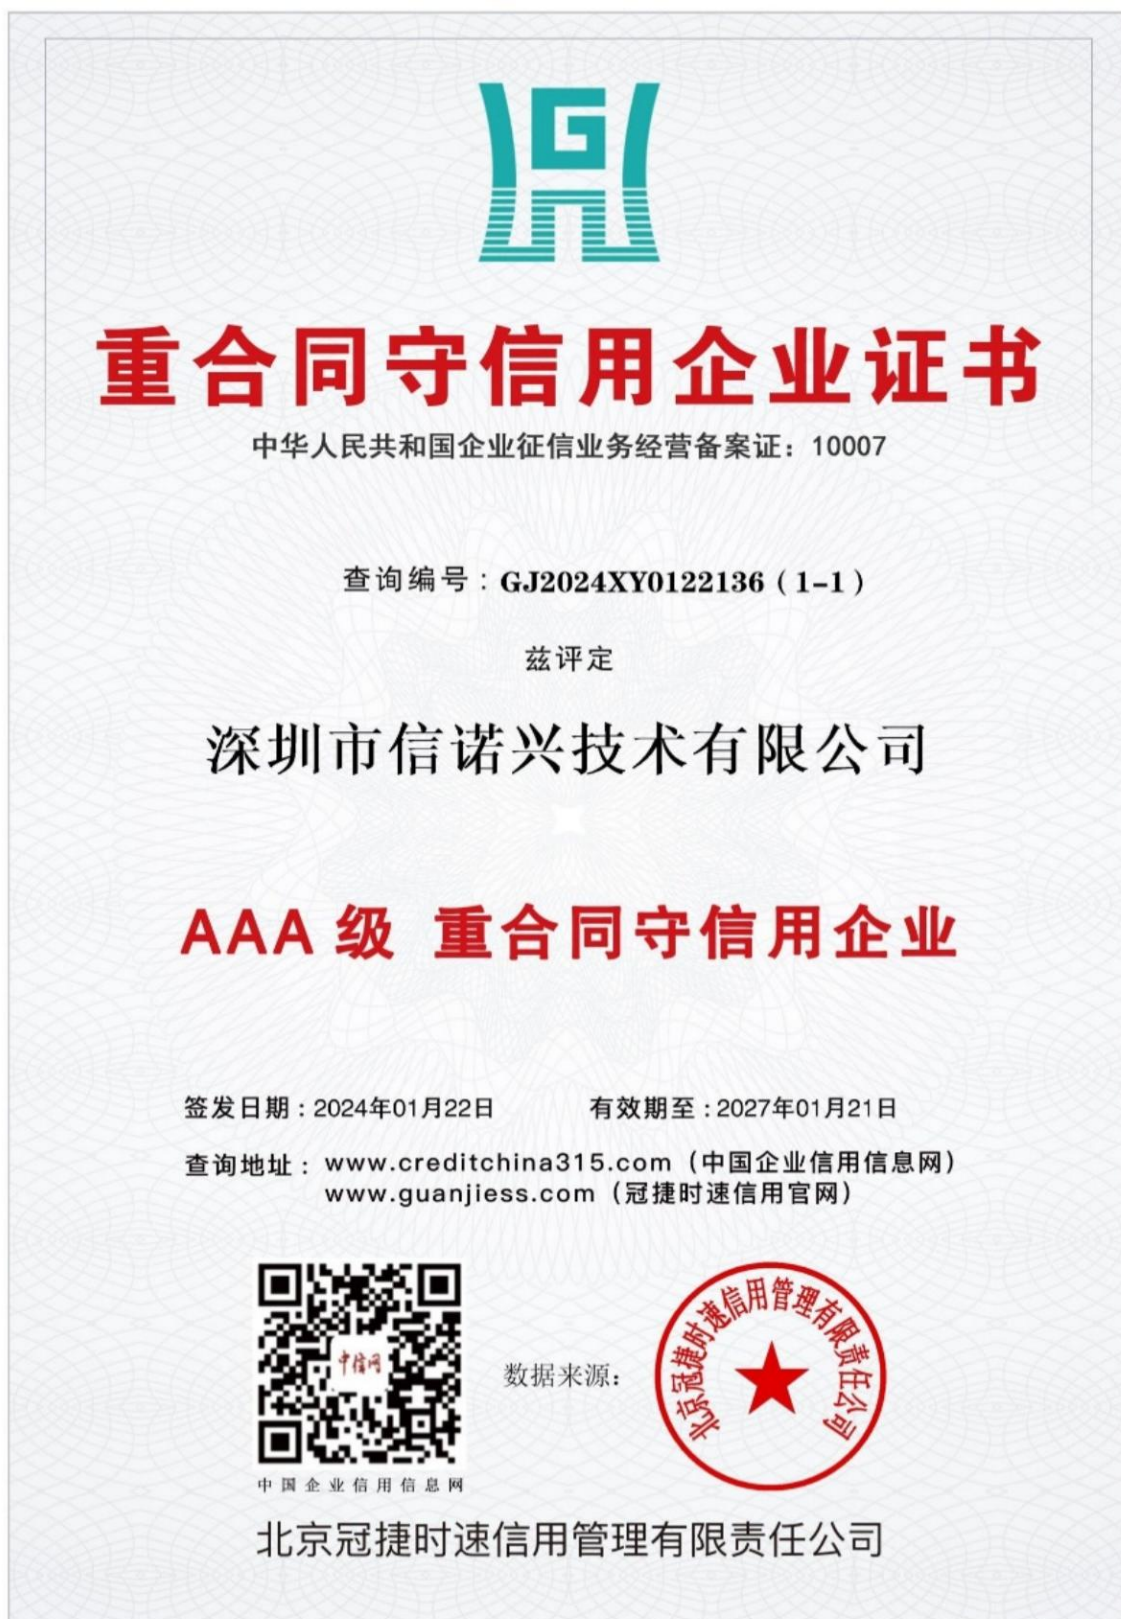 GH
重合同守信用企业证书
中华人民共和国企业征信业务经营备案证：10007
查询编号：GJ2024XY0122136（1-1）
兹评定
深圳市信诺兴技术有限公司
AAA 级 重合同守信用企业
签发日期：2024年01月22日 有效期至：2027年01月21日
查询地址：www.creditchina315.com（中国企业信用信息网）
www.guanjiess.com（冠捷时速信用官网）
中信网
中国企业信用信息网
数据来源：
北京冠捷时速信用管理有限责任公司
北京冠捷时速信用管理有限责任公司